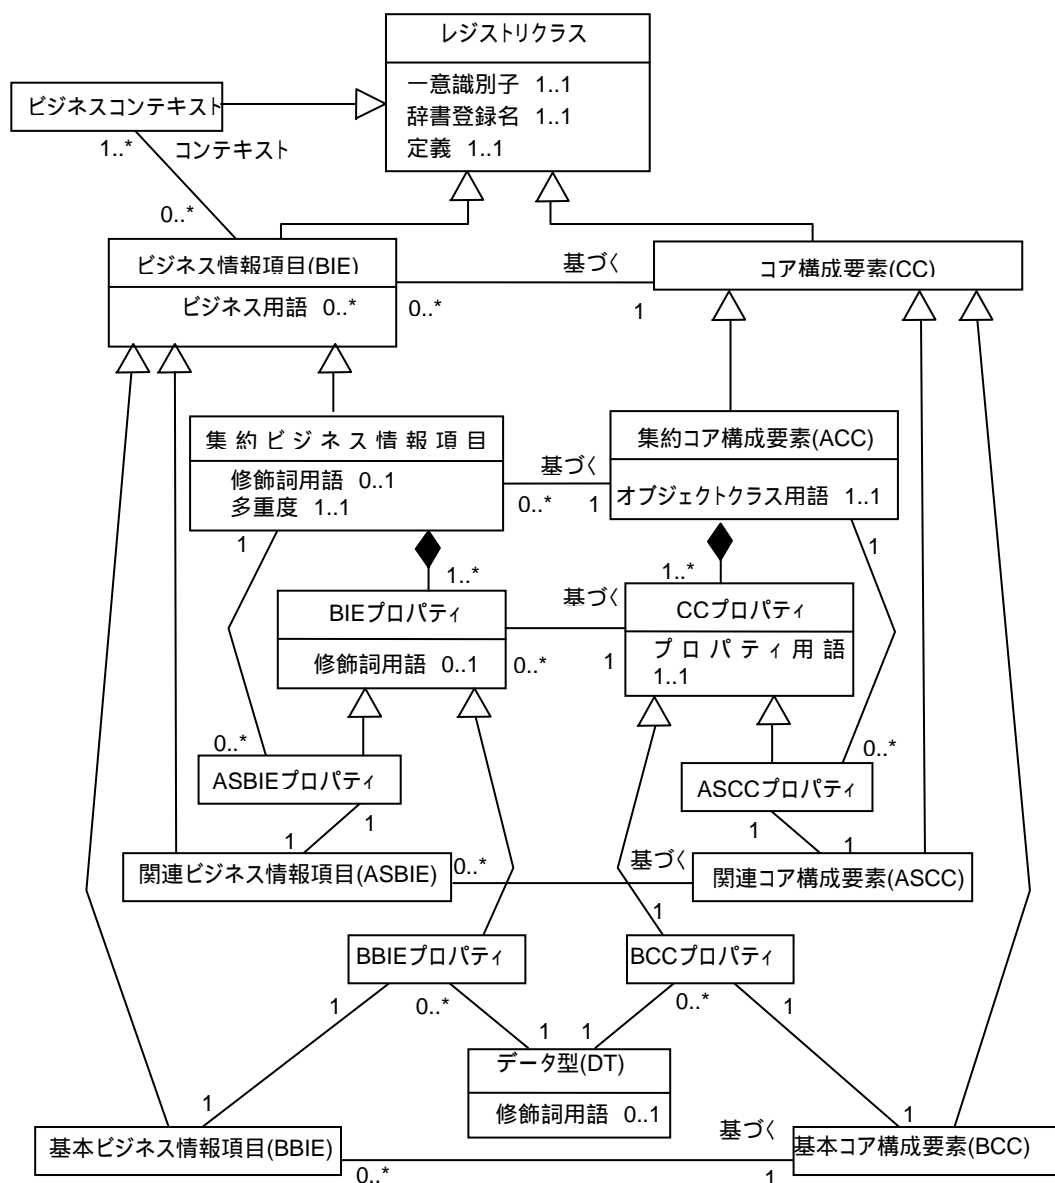 レジストリクラス
一意識別子 1..1
辞書登録名 1..1
定義 1..1
ビジネスコンテキスト
1..*
コンテキスト
0..*
ビジネス情報項目(BIE)
ビジネス用語 0..*
基づく
0..*
1
コア構成要素(CC)
集約ビジネス情報項目
修飾詞用語 0..1
多重度 1..1
基づく
0..*
1
集約コア構成要素(ACC)
オブジェクトクラス用語 1..1
1
1..*
1..*
1
BIEプロパティ
修飾詞用語 0..1
基づく
0..*
1
CCプロパティ
プロパティ用語
1..1
0..*
ASBIEプロパティ
0..*
ASCCプロパティ
1
1
1
1
関連ビジネス情報項目(ASBIE)
0..*
基づく
関連コア構成要素(ASCC)
1
BBIEプロパティ
BCCプロパティ
1
0..*
0..*
1
1
1
データ型(DT)
修飾詞用語 0..1
1
1
基本ビジネス情報項目(BBIE)
0..*
基づく
1
基本コア構成要素(BCC)